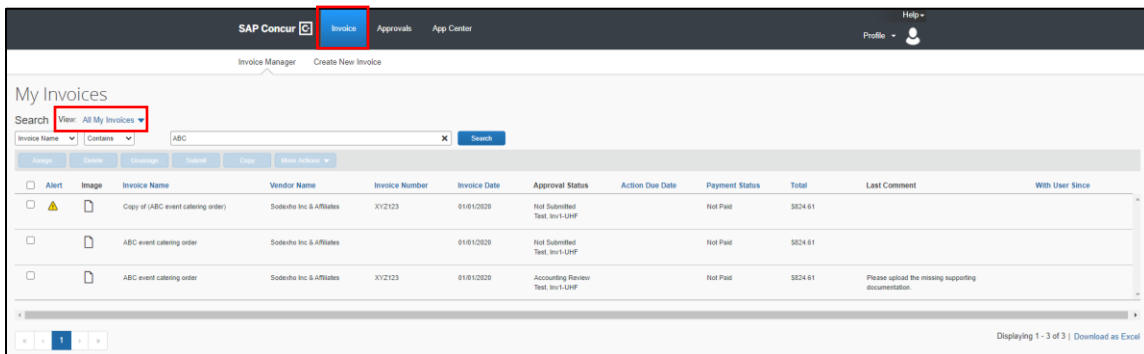 Help
SAP Concur C Invoice Approvals App Center
Profile
Invoice Manager Create New Invoice
My Invoices
Search View: All My Invoices
Invoice Name Contains ABC Search
Assign Delete Unassign Submit Copy More Actions
Alert Image Invoice Name Vendor Name Invoice Number Invoice Date Approval Status Action Due Date Payment Status Total Last Comment With User Since
Copy of (ABC event catering order) Sodexho Inc & Affiliates XYZ123 01/01/2020 Not Submitted Not Paid $824.61
Test, Inv1-UHF
ABC event catering order Sodexho Inc & Affiliates 01/01/2020 Not Submitted Not Paid $824.61
Test, Inv1-UHF
ABC event catering order Sodexho Inc & Affiliates XYZ123 01/01/2020 Accounting Review Not Paid $824.61 Please upload the missing supporting
Test, Inv1-UHF documentation.
« ‹ 1 › » Displaying 1 - 3 of 3 | Download as Excel